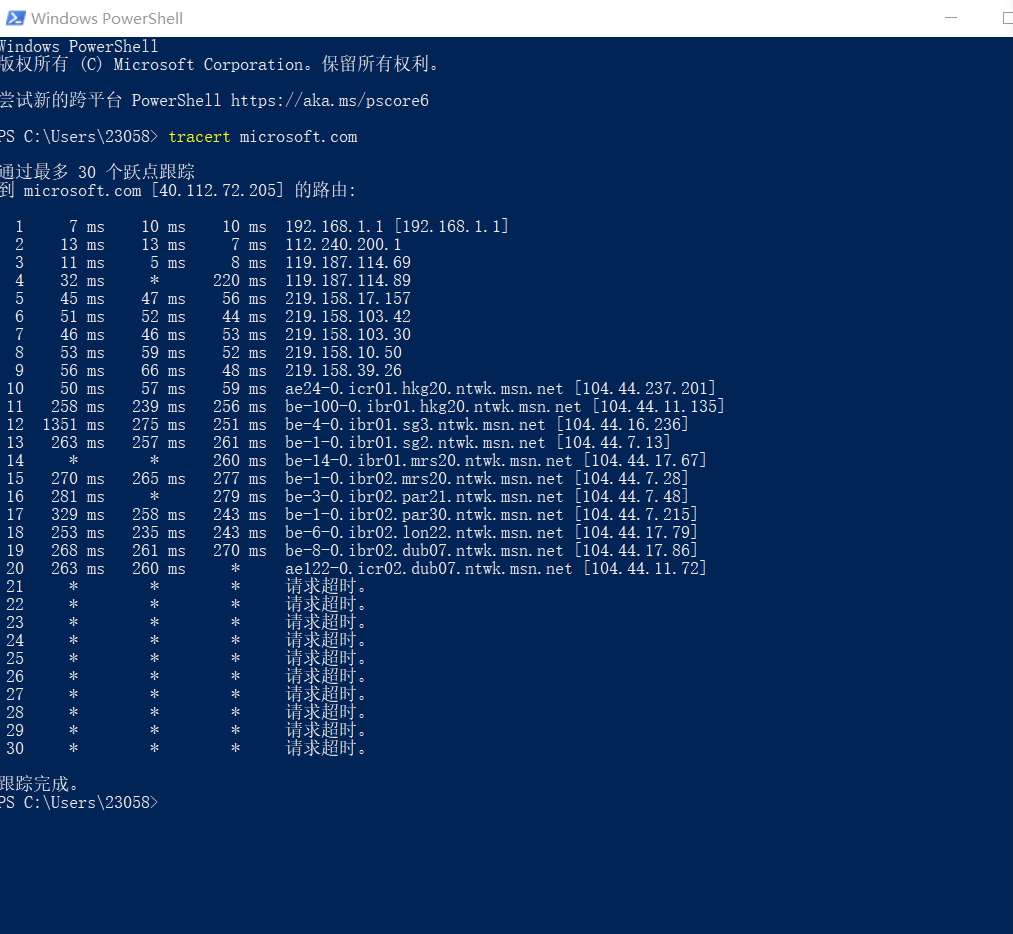 Windows PowerShell
Windows PowerShell
版权所有 (C) Microsoft Corporation。保留所有权利。
尝试新的跨平台 PowerShell https://aka.ms/pscore6
PS C:\Users\23058> tracert microsoft.com
通过最多 30 个跃点跟踪
到 microsoft.com [40.112.72.205] 的路由:
1 7 ms 10 ms 10 ms 192.168.1.1 [192.168.1.1]
2 13 ms 13 ms 7 ms 112.240.200.1
3 11 ms 5 ms 8 ms 119.187.114.69
4 32 ms * 220 ms 119.187.114.89
5 45 ms 47 ms 56 ms 219.158.17.157
6 51 ms 52 ms 44 ms 219.158.103.42
7 46 ms 46 ms 53 ms 219.158.103.30
8 53 ms 59 ms 52 ms 219.158.10.50
9 56 ms 66 ms 48 ms 219.158.39.26
10 50 ms 57 ms 59 ms ae24-0.icr01.hkg20.ntwk.msn.net [104.44.237.201]
11 258 ms 239 ms 256 ms be-100-0.ibr01.hkg20.ntwk.msn.net [104.44.11.135]
12 1351 ms 275 ms 251 ms be-4-0.ibr01.sg3.ntwk.msn.net [104.44.16.236]
13 263 ms 257 ms 261 ms be-1-0.ibr01.sg2.ntwk.msn.net [104.44.7.13]
14 * * 260 ms be-14-0.ibr01.mrs20.ntwk.msn.net [104.44.17.67]
15 270 ms 265 ms 277 ms be-1-0.ibr02.mrs20.ntwk.msn.net [104.44.7.28]
16 281 ms * 279 ms be-3-0.ibr02.par21.ntwk.msn.net [104.44.7.48]
17 329 ms 258 ms 243 ms be-1-0.ibr02.par30.ntwk.msn.net [104.44.7.215]
18 253 ms 235 ms 243 ms be-6-0.ibr02.lon22.ntwk.msn.net [104.44.17.79]
19 268 ms 261 ms 270 ms be-8-0.ibr02.dub07.ntwk.msn.net [104.44.17.86]
20 263 ms 260 ms * ae122-0.icr02.dub07.ntwk.msn.net [104.44.11.72]
21 * * * 请求超时。
22 * * * 请求超时。
23 * * * 请求超时。
24 * * * 请求超时。
25 * * * 请求超时。
26 * * * 请求超时。
27 * * * 请求超时。
28 * * * 请求超时。
29 * * * 请求超时。
30 * * * 请求超时。
跟踪完成。
PS C:\Users\23058>